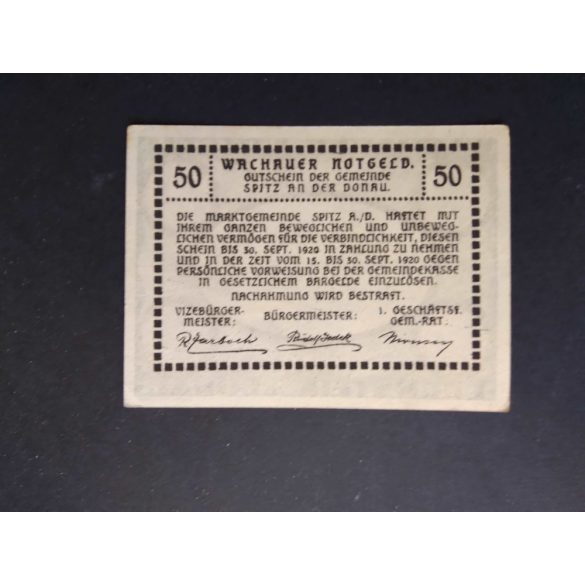 50 WACHAUER NOTGELD. 50
GUTSCHEIN DER GEMEINDE
SPITZ AN DER DONAU.
DIE MARKTGEMEINDE SPITZ A./D. HAFTET MIT
IHREM GANZEN BEWEGLICHEN UND UNBEWEG-
LICHEN VERMÖGEN FÜR DIE VERBINDLICHKEIT, DIESEN
SCHEIN BIS 30. SEPT. 1920 IN ZAHLUNG ZU NEHMEN
UND IN DER ZEIT VOM 15. BIS 30. SEPT. 1920 GEGEN
PERSÖNLICHE VORWEISUNG BEI DER GEMEINDEKASSE
IN GESETZLICHEM BARGELDE EINZULÖSEN.
NACHAHMUNG WIRD BESTRAFT.
VIZEBÜRGER-
MEISTER:
BÜRGERMEISTER:
1. GESCHÄFTSF.
GEM.-RAT.